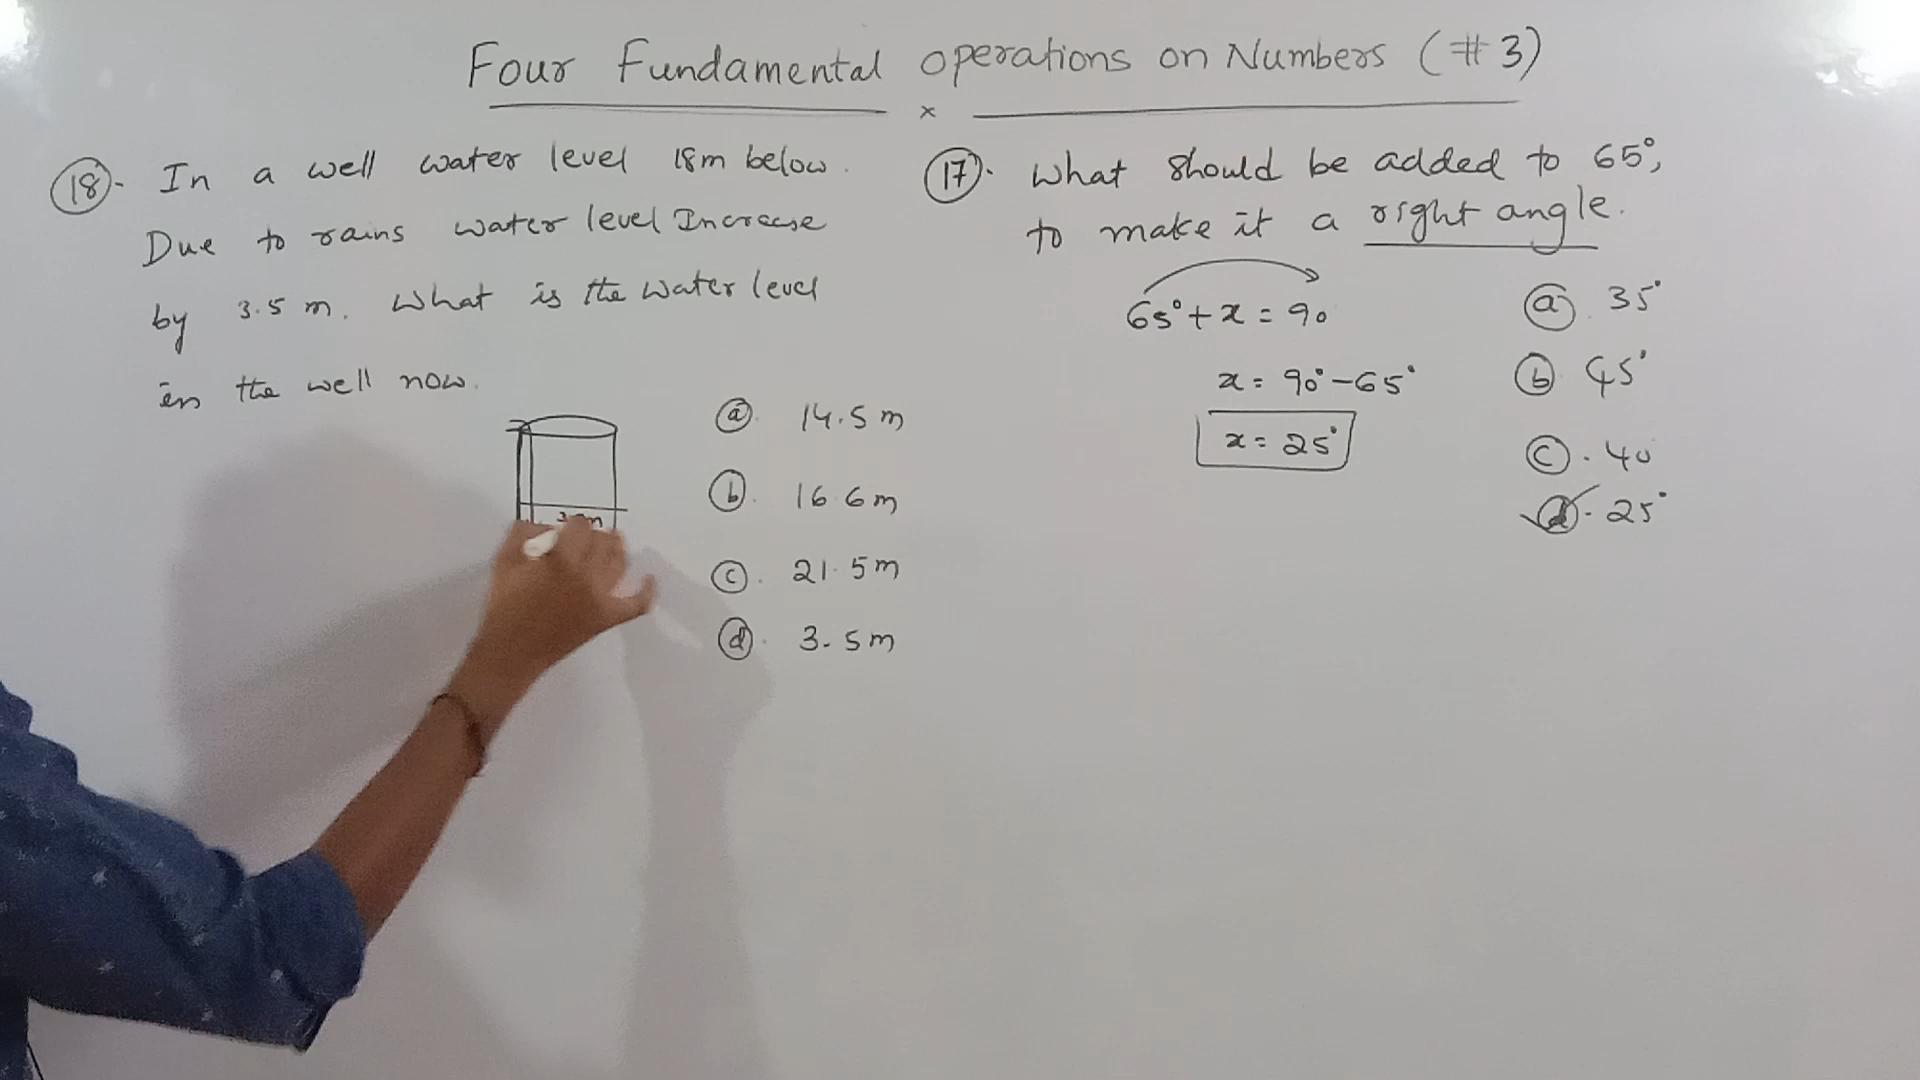 Four Fundamental operations on Numbers (#3)
x
18. In a well water level 18m below.
Due to rains water level Increase
by 3.5 m. What is the water level
in the well now.
a. 14.5 m
b. 16.6m
c. 21.5m
d. 3.5m
17. What should be added to 65°,
to make it a right angle.
65° + x = 90
x = 90° - 65°
x = 25°
a. 35°
b. 45°
c. 40
d. 25°